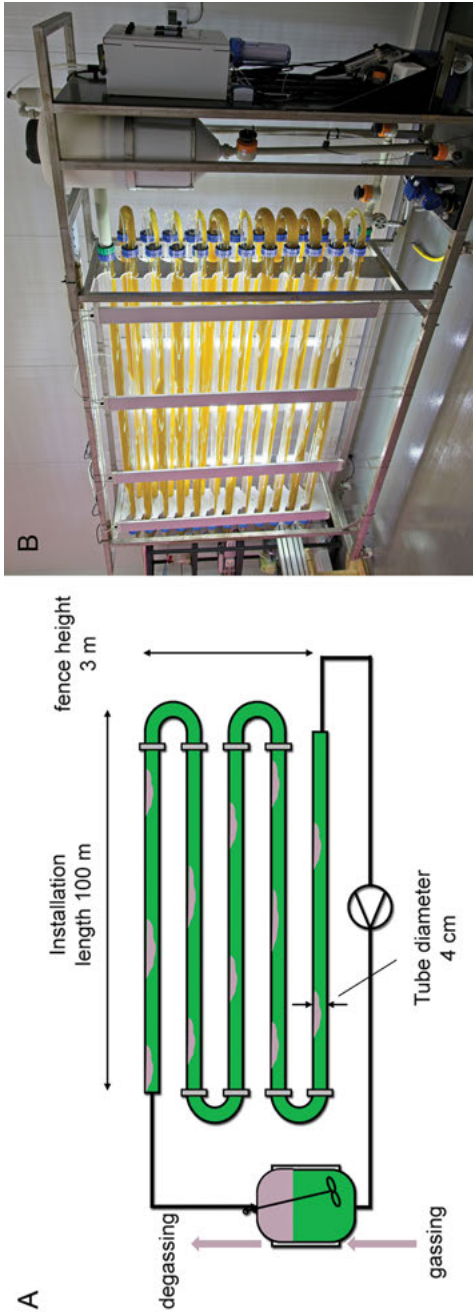 A
degassing
gassing
Installation
length 100 m
fence height
3 m
Tube diameter
4 cm
B